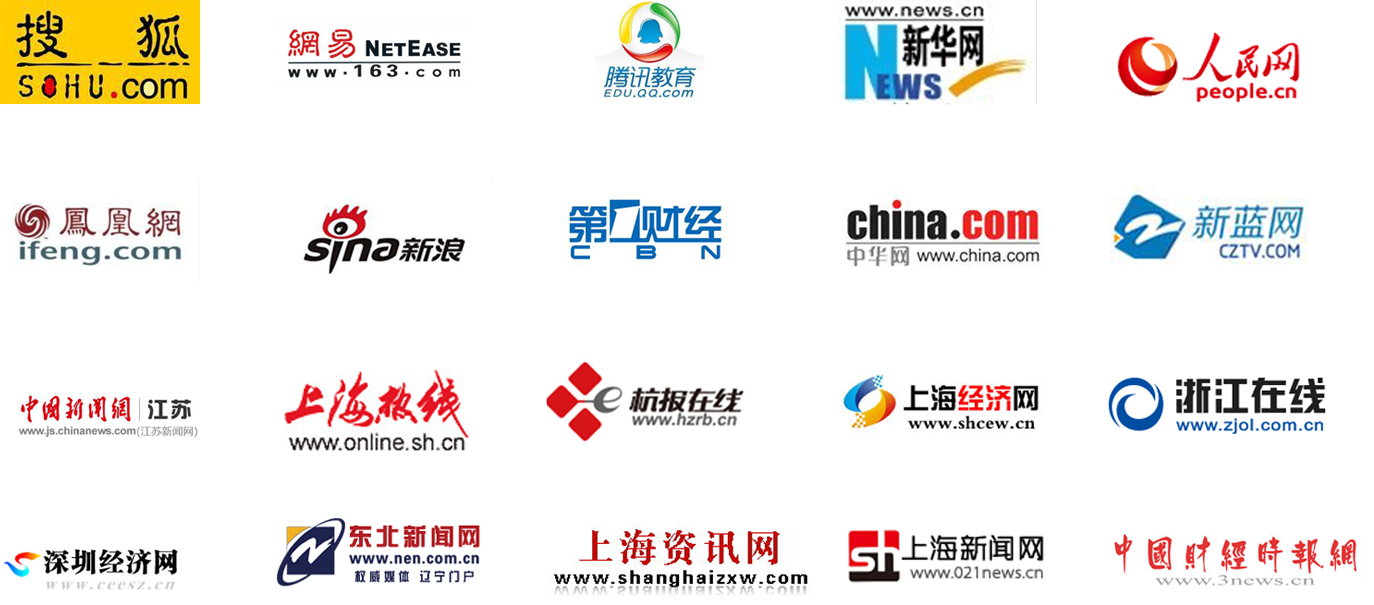 搜狐
SOHU.com
網易 NETEASE
www.163.com
腾讯教育
EDU.QQ.com
www.news.cn
新华网
NEWS
人民网
people.cn
鳳凰網
ifeng.com
sina新浪
第1财经
CBN
china.com
中华网 www.china.com
新蓝网
CZTV.COM
中国新闻網 江苏
www.js.chinanews.com(江苏新闻网)
上海热线
www.online.sh.cn
e 杭报在线
www.hzrb.cn
上海经济网
www.shcew.cn
浙江在线
www.zjol.com.cn
深圳经济网
www.ceesz.cn
东北新闻网
www.nen.com.cn
权威媒体 辽宁门户
上海资讯网
www.shanghaizxw.com
sh 上海新闻网
www.021news.cn
中國財經時報網
www.3news.cn